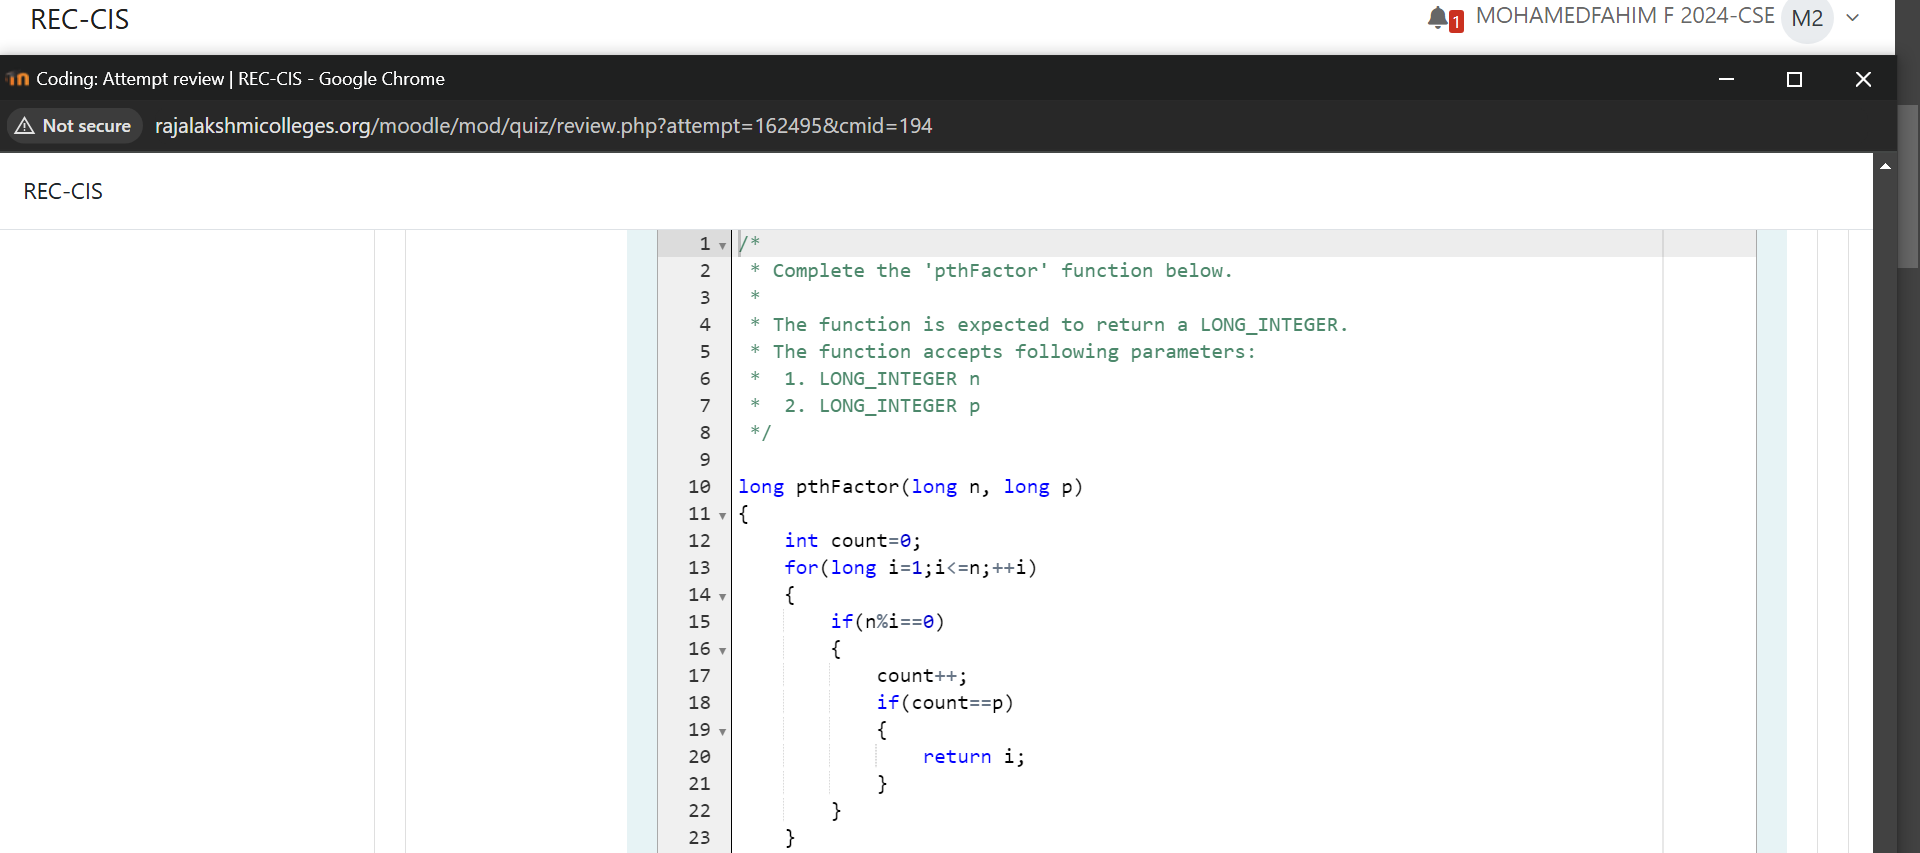 REC-CIS
1 MOHAMEDFAHIM F 2024-CSE M2
Coding: Attempt review | REC-CIS - Google Chrome
Not secure rajalakshmicolleges.org/moodle/mod/quiz/review.php?attempt=162495&cmid=194
REC-CIS
1 /*
2 * Complete the 'pthFactor' function below.
3 *
4 * The function is expected to return a LONG_INTEGER.
5 * The function accepts following parameters:
6 *  1. LONG_INTEGER n
7 *  2. LONG_INTEGER p
8 */
9
10 long pthFactor(long n, long p)
11 {
12     int count=0;
13     for(long i=1;i<=n;++i)
14     {
15         if(n%i==0)
16         {
17             count++;
18             if(count==p)
19             {
20                 return i;
21             }
22         }
23     }